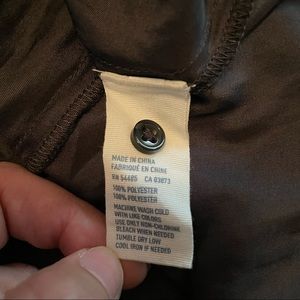 MADE IN CHINA
FABRIQUÉ EN CHINE
RN 54485 CA 03873
100% POLYESTER
100% POLYESTER
MACHINE WASH COLD
WITH LIKE COLORS
USE ONLY NON-CHLORINE
BLEACH WHEN NEEDED
TUMBLE DRY LOW
COOL IRON IF NEEDED